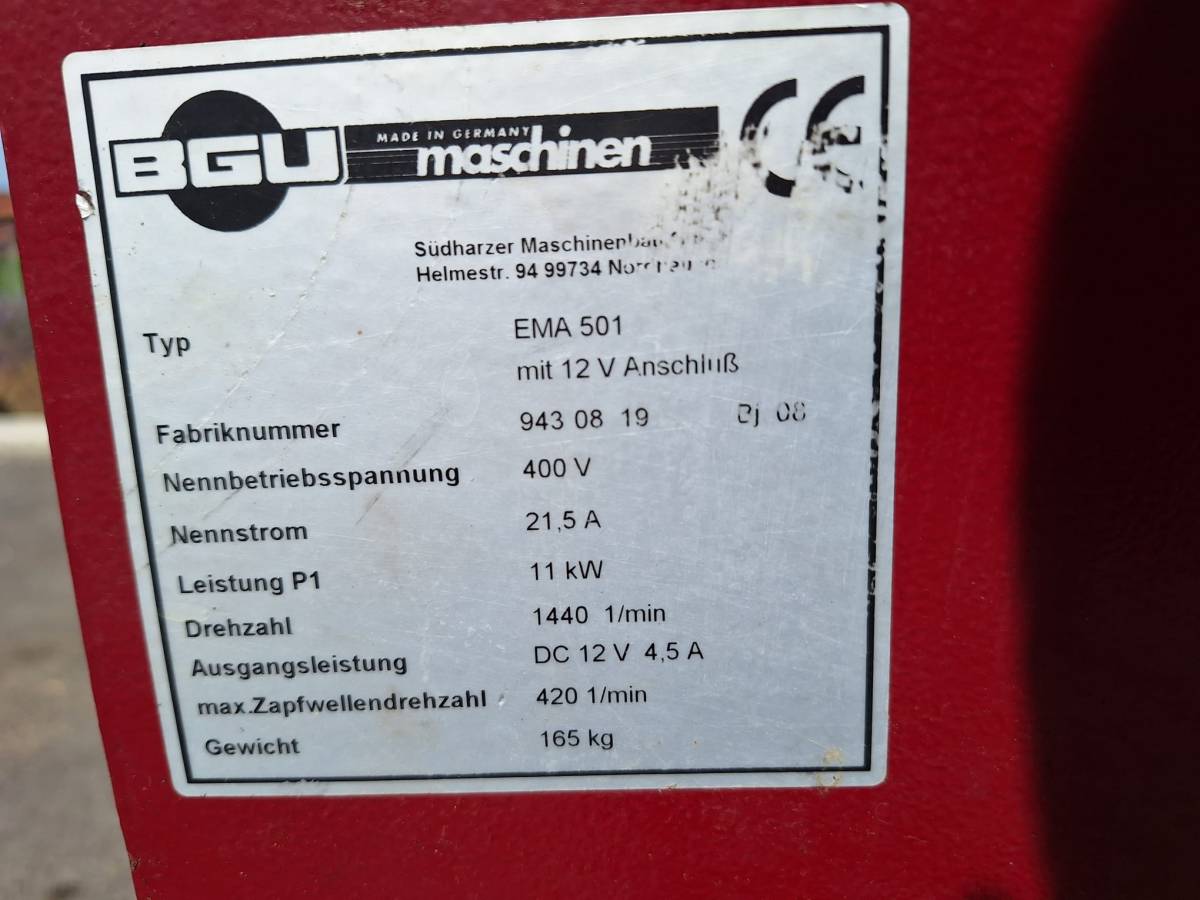 BGU MADE IN GERMANY maschinen CE
Südharzer Maschinenbau
Helmestr. 94 99734
Typ EMA 501
mit 12 V Anschluß
Fabriknummer 943 08 19 Bj 08
Nennbetriebsspannung 400 V
Nennstrom 21,5 A
Leistung P1 11 kW
Drehzahl 1440 1/min
Ausgangsleistung DC 12 V 4,5 A
max.Zapfwellendrehzahl 420 1/min
Gewicht 165 kg